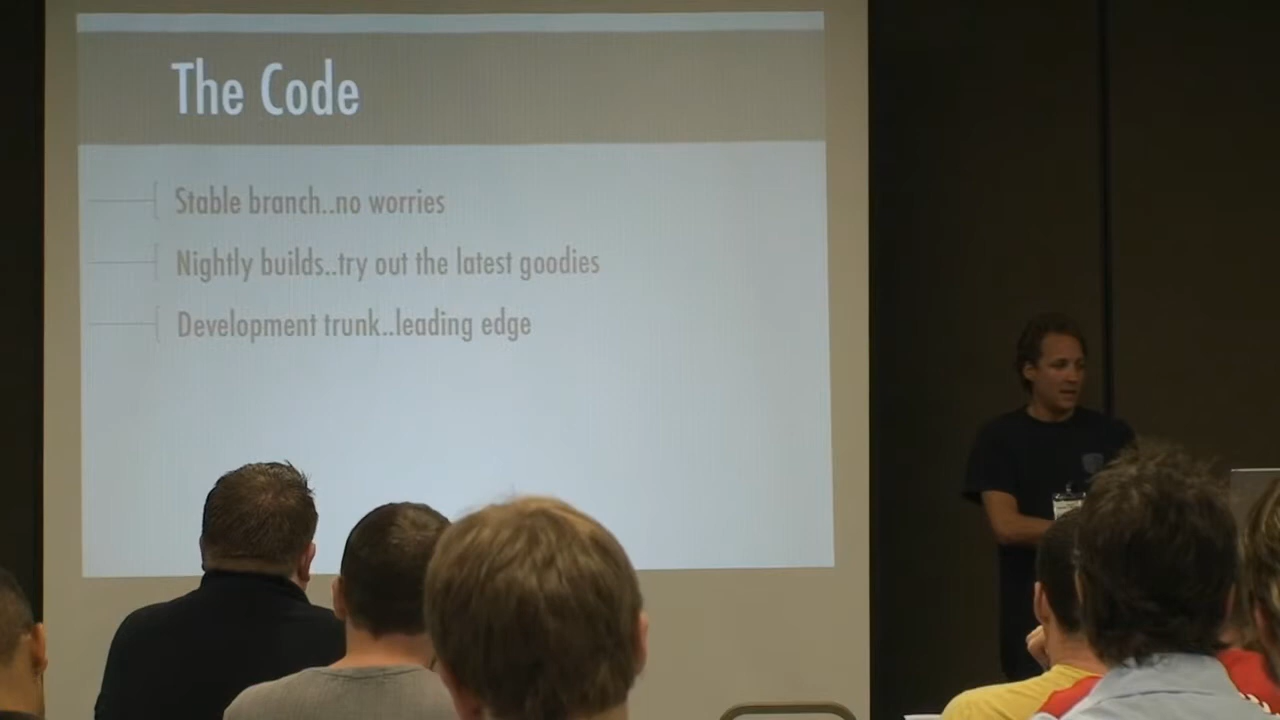 The Code
Stable branch..no worries
Nightly builds..try out the latest goodies
Development trunk..leading edge